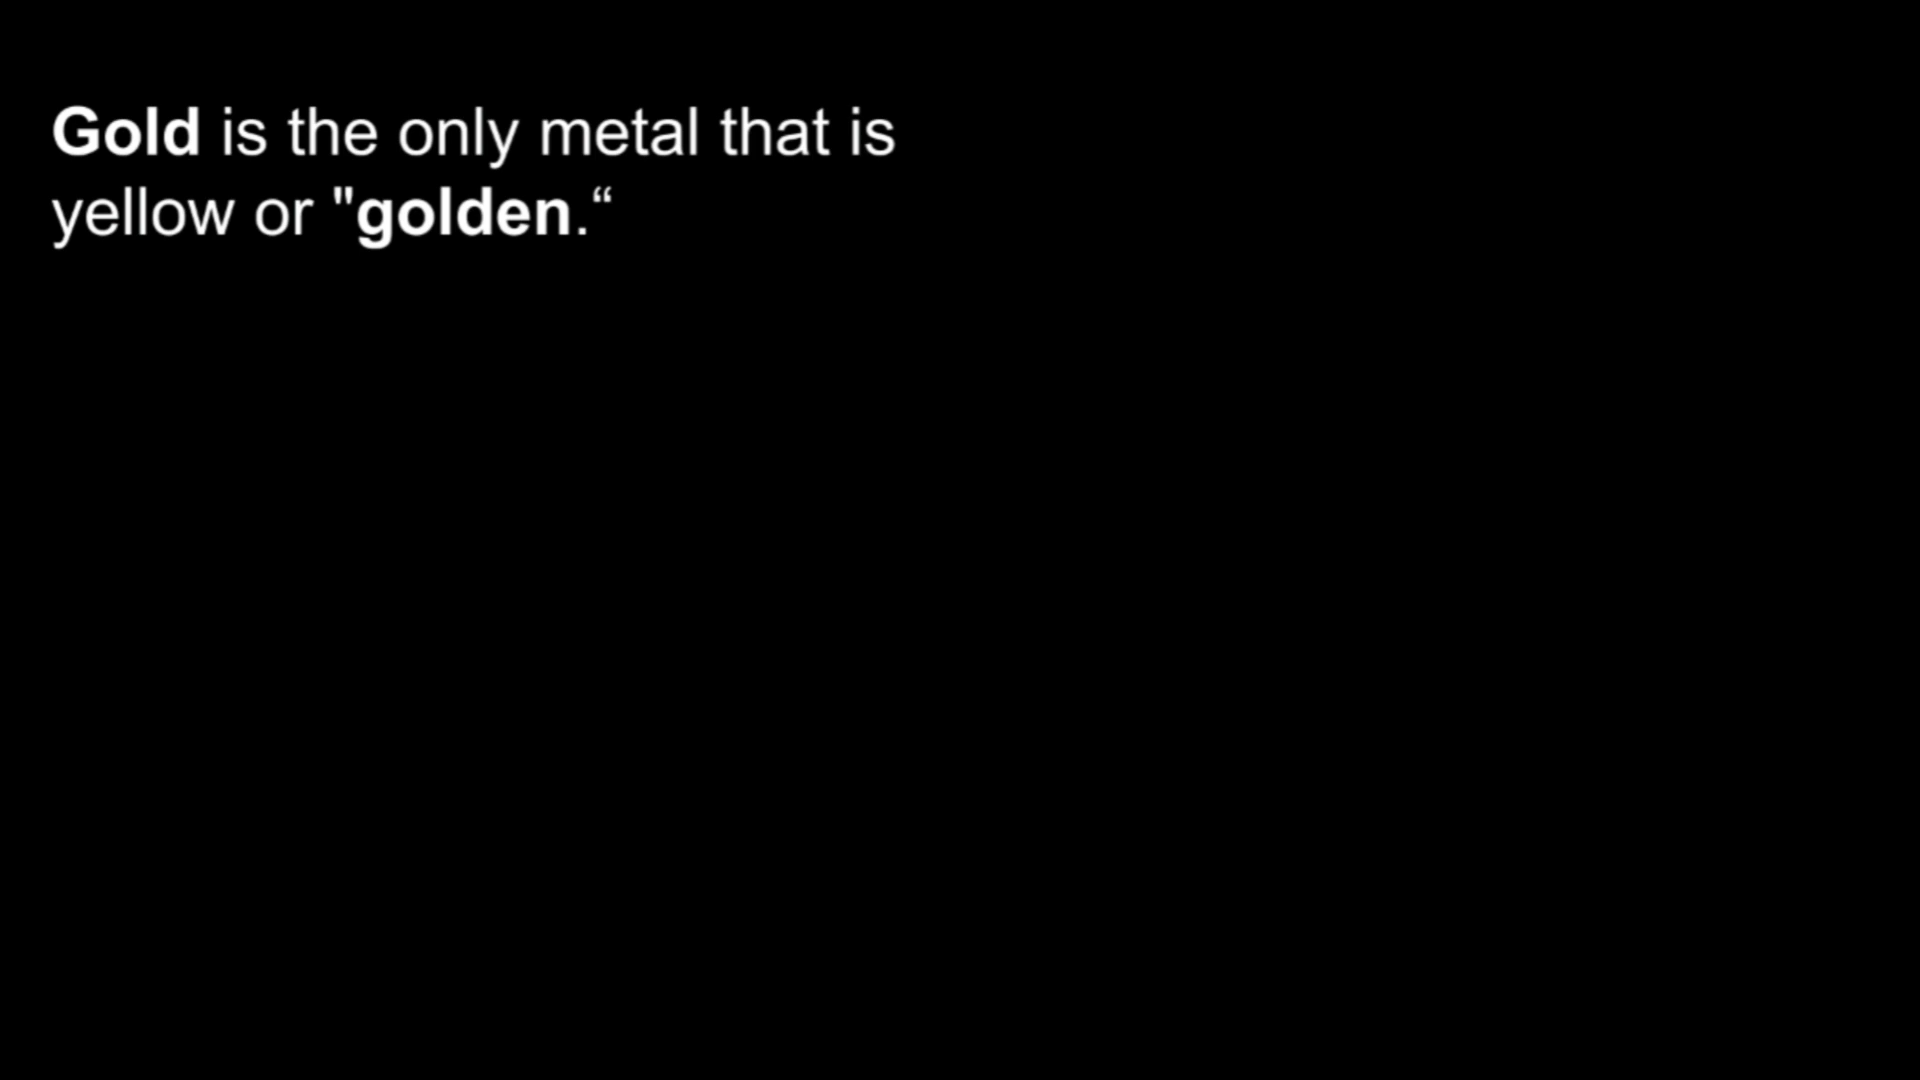 Gold is the only metal that is
yellow or "golden.“